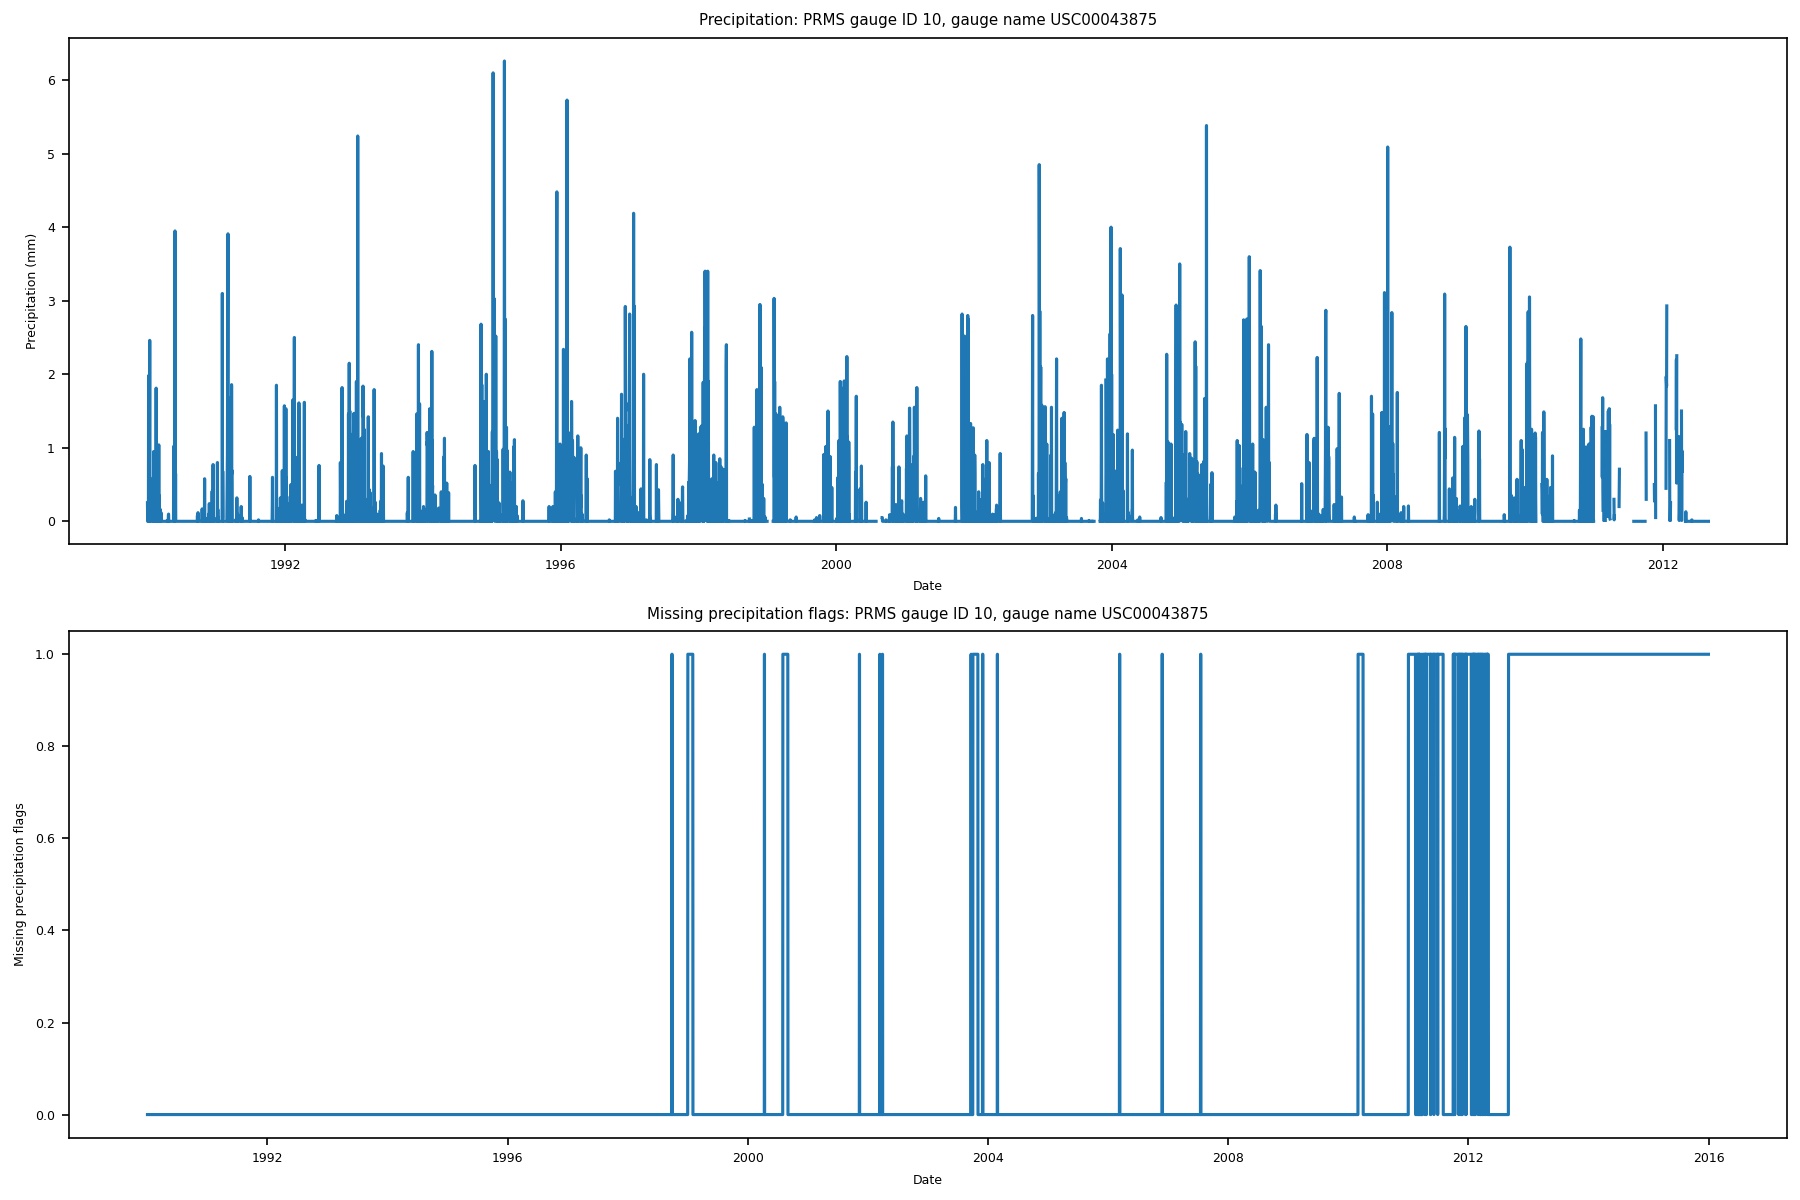 Precipitation: PRMS gauge ID 10, gauge name USC00043875
6
5
4
3
2
1
0
Precipitation (mm)
1992 1996 2000 2004 2008 2012
Date
Missing precipitation flags: PRMS gauge ID 10, gauge name USC00043875
1.0
0.8
0.6
0.4
0.2
0.0
Missing precipitation flags
1992 1996 2000 2004 2008 2012 2016
Date